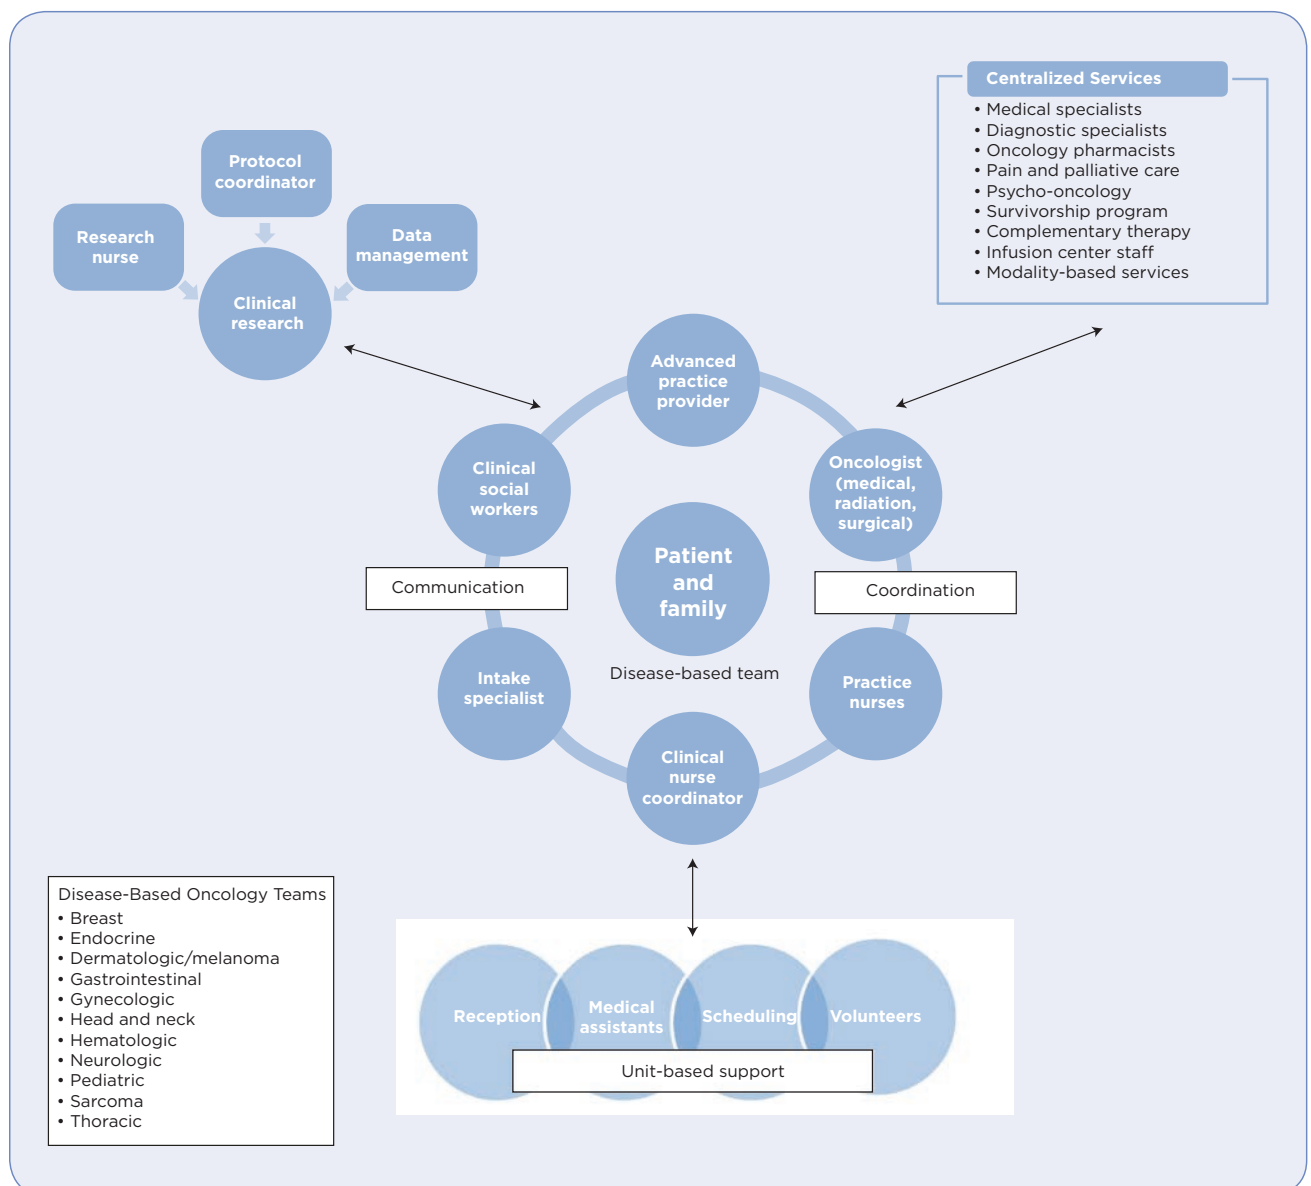 Centralized Services
• Medical specialists
• Diagnostic specialists
• Oncology pharmacists
• Pain and palliative care
• Psycho-oncology
• Survivorship program
• Complementary therapy
• Infusion center staff
• Modality-based services
Protocol
coordinator
Research
nurse
Data
management
Clinical
research
Advanced
practice
provider
Clinical
social
workers
Oncologist
(medical,
radiation,
surgical)
Patient
and
family
Communication
Coordination
Disease-based team
Intake
specialist
Practice
nurses
Clinical
nurse
coordinator
Disease-Based Oncology Teams
• Breast
• Endocrine
• Dermatologic/melanoma
• Gastrointestinal
• Gynecologic
• Head and neck
• Hematologic
• Neurologic
• Pediatric
• Sarcoma
• Thoracic
Reception
Medical
assistants
Scheduling
Volunteers
Unit-based support